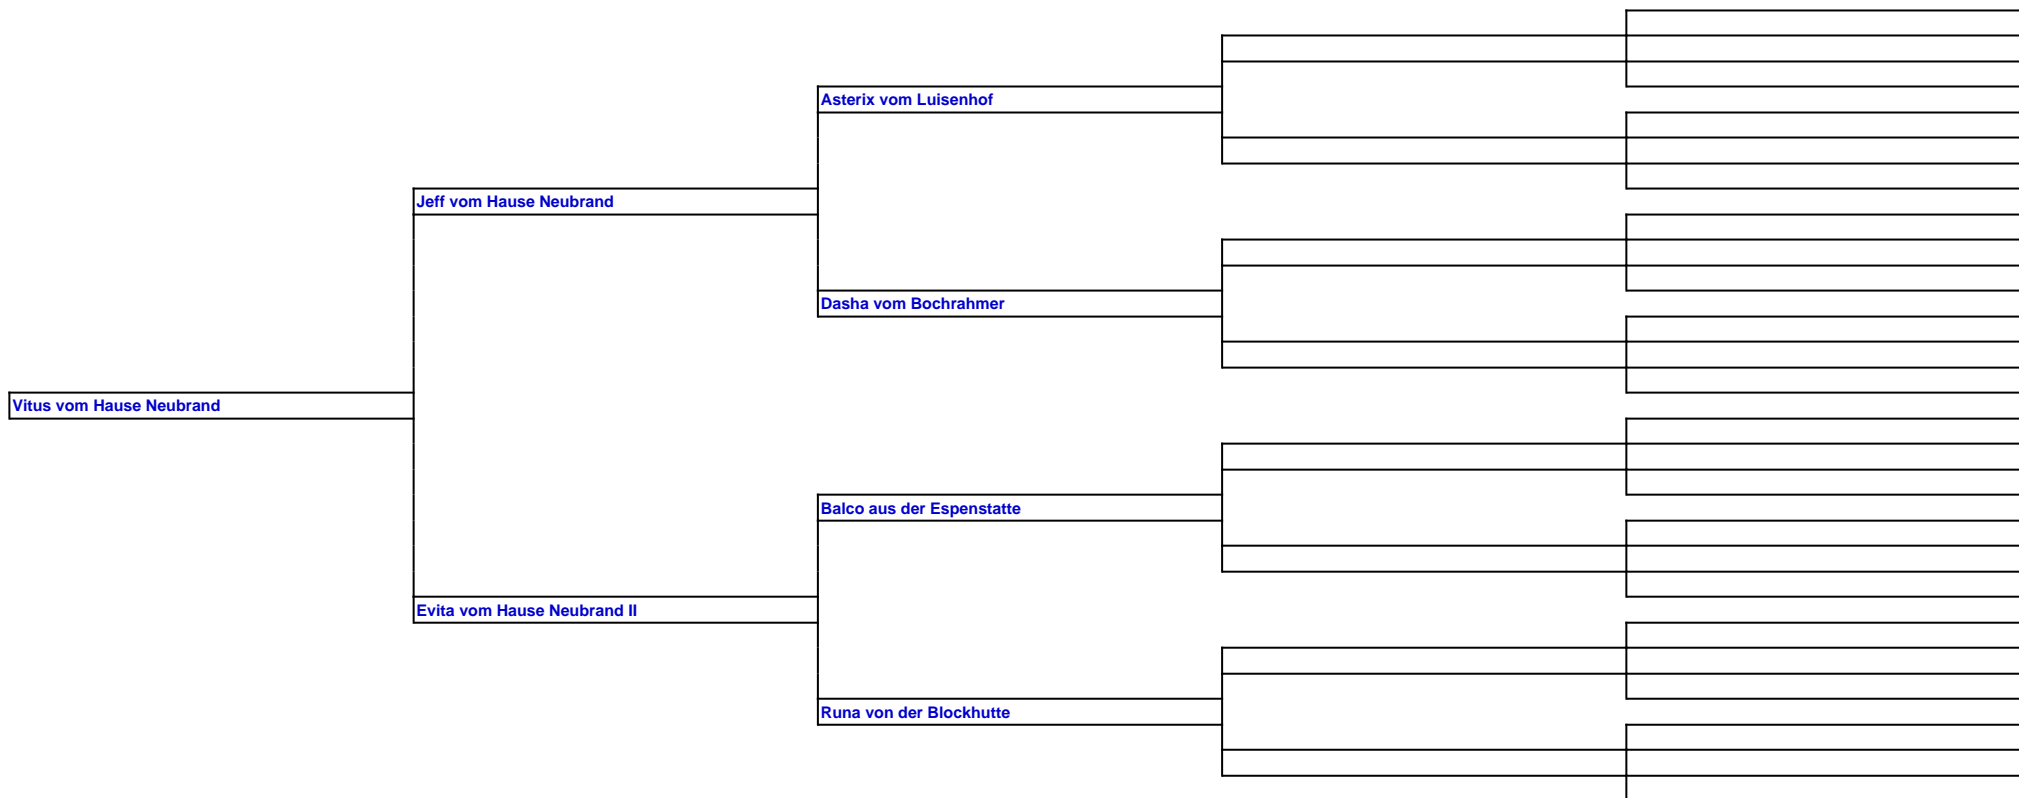 Asterix vom Luisenhof
Jeff vom Hause Neubrand
Dasha vom Bochrahmer
Vitus vom Hause Neubrand
Balco aus der Espenstatte
Evita vom Hause Neubrand II
Runa von der Blockhutte